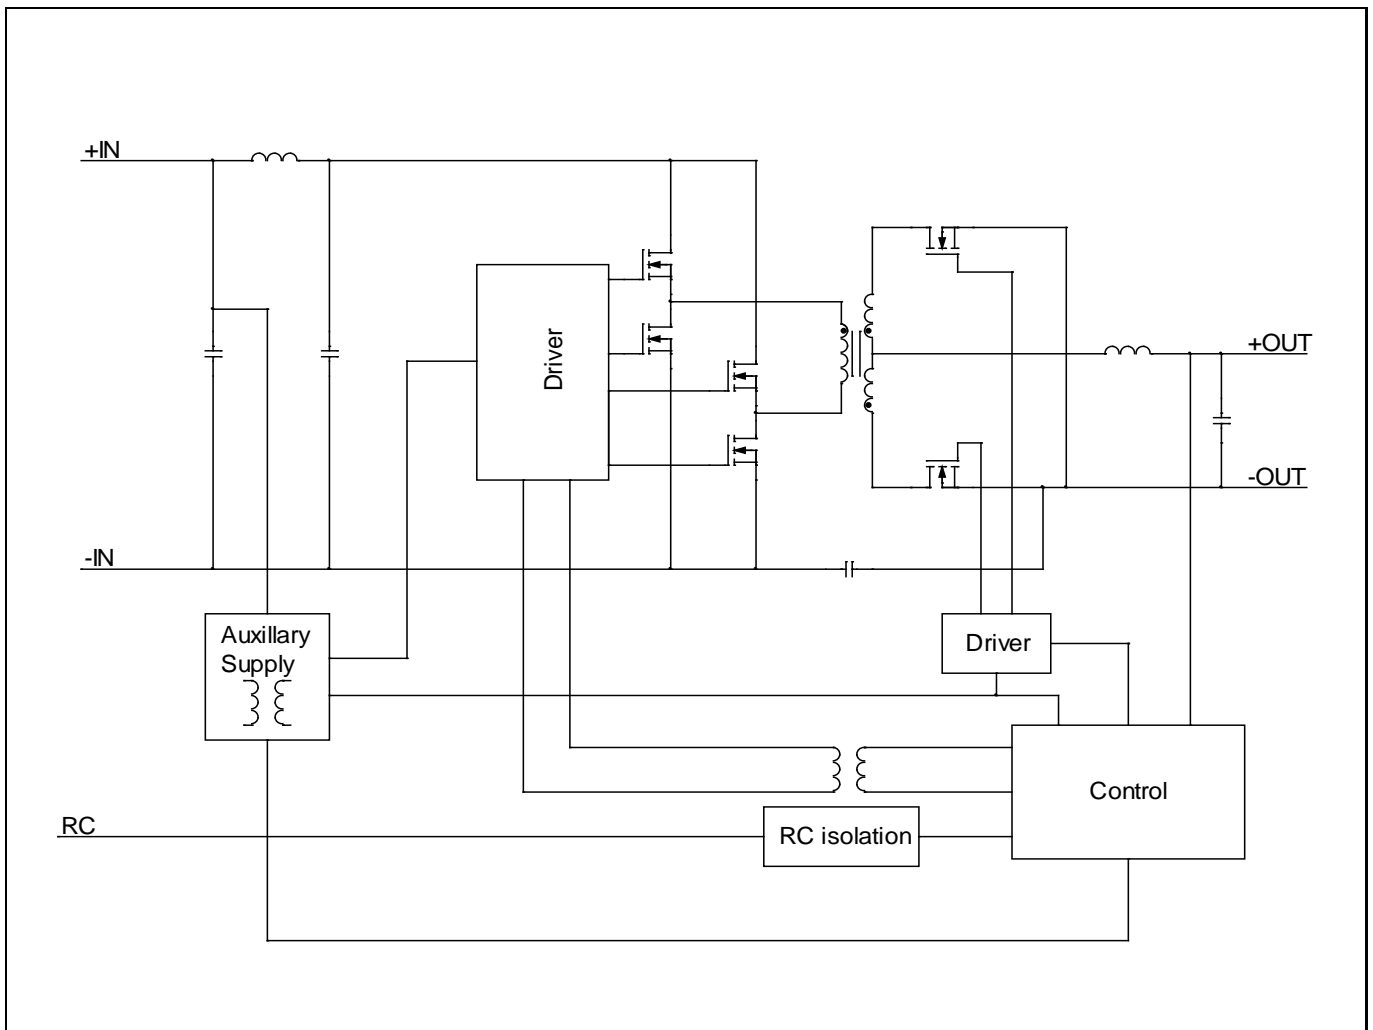 +IN
Driver
+OUT
-OUT
-IN
Auxillary
Supply
Driver
Control
RC
RC isolation